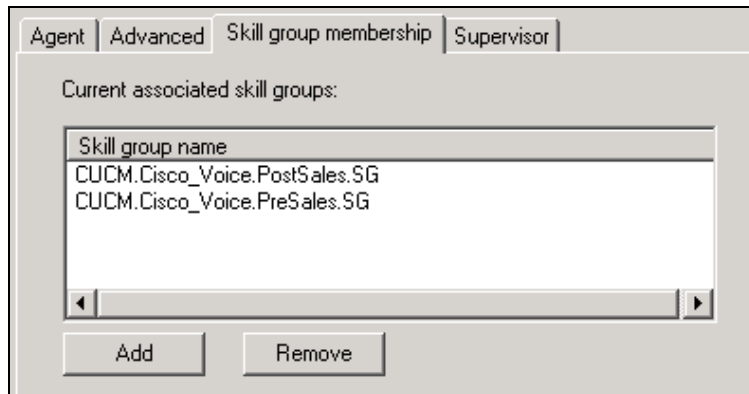 Agent Advanced Skill group membership Supervisor
Current associated skill groups:
Skill group name
CUCM.Cisco_Voice.PostSales.SG
CUCM.Cisco_Voice.PreSales.SG
Add Remove